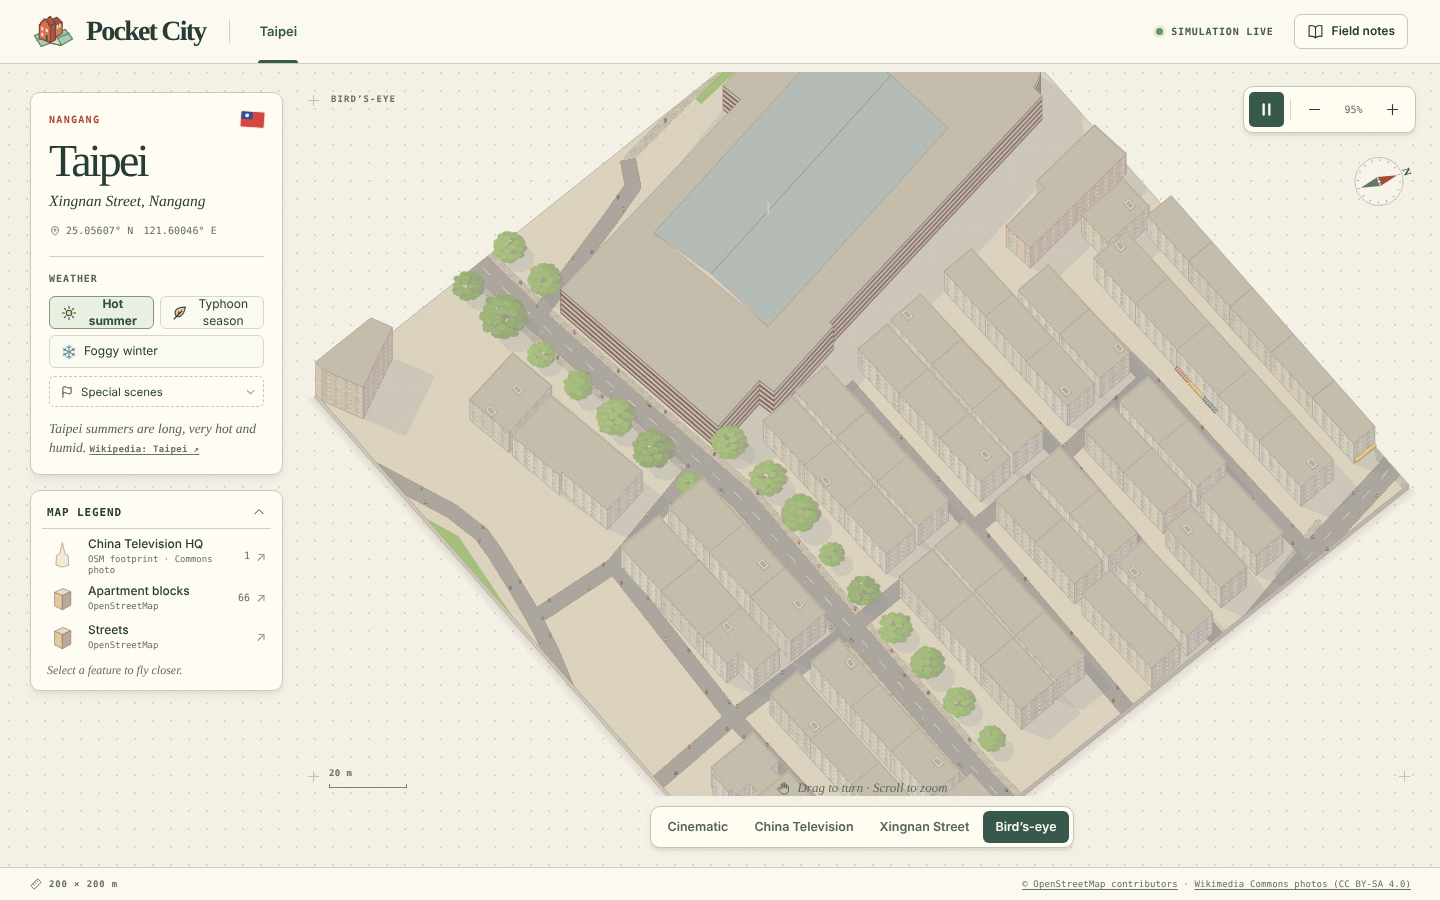 Pocket City
Taipei
SIMULATION LIVE
Field notes
NANGANG
Taipei
Xingnan Street, Nangang
25.05607° N 121.60046° E
WEATHER
Hot summer
Typhoon season
Foggy winter
Special scenes
Taipei summers are long, very hot and
humid. Wikipedia: Taipei ↗
MAP LEGEND
China Television HQ
OSM footprint · Commons
photo
1 ↗
Apartment blocks
OpenStreetMap
66 ↗
Streets
OpenStreetMap
↗
Select a feature to fly closer.
BIRD'S-EYE
95%
N
20 m
Drag to turn · Scroll to zoom
Cinematic
China Television
Xingnan Street
Bird’s-eye
200 × 200 m
© OpenStreetMap contributors · Wikimedia Commons photos (CC BY-SA 4.0)